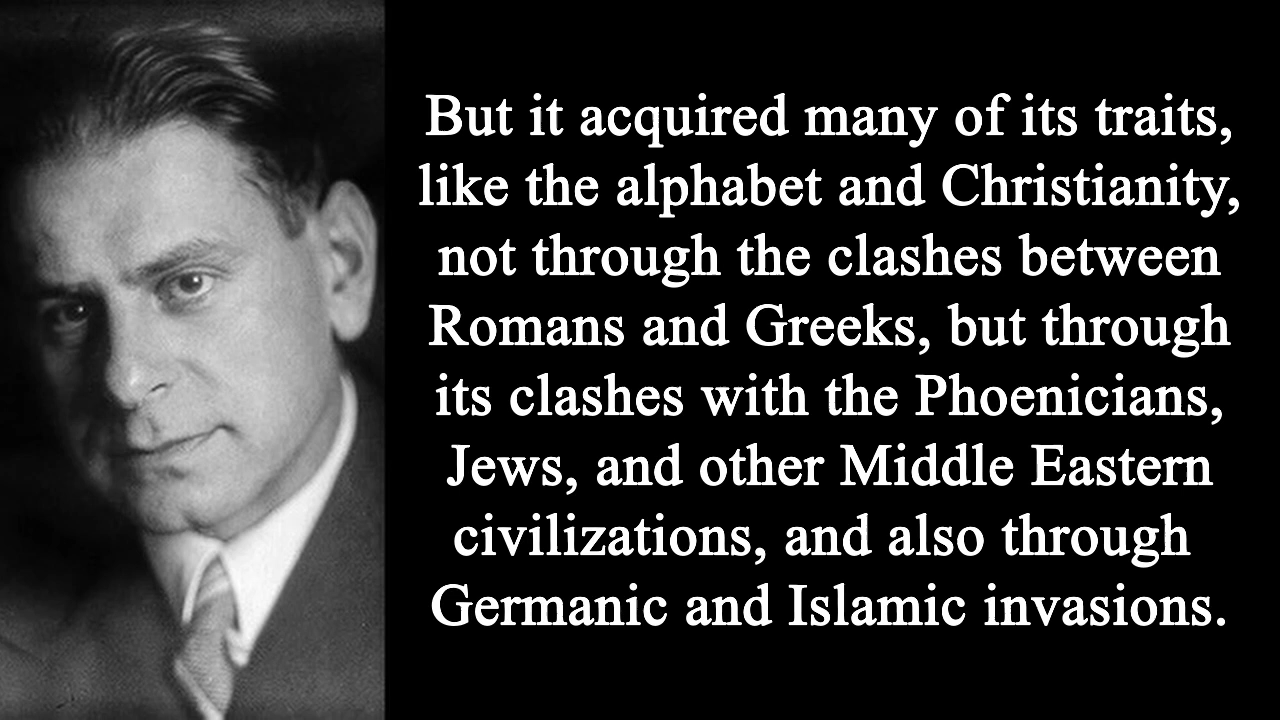 But it acquired many of its traits,
like the alphabet and Christianity,
not through the clashes between
Romans and Greeks, but through
its clashes with the Phoenicians,
Jews, and other Middle Eastern
civilizations, and also through
Germanic and Islamic invasions.